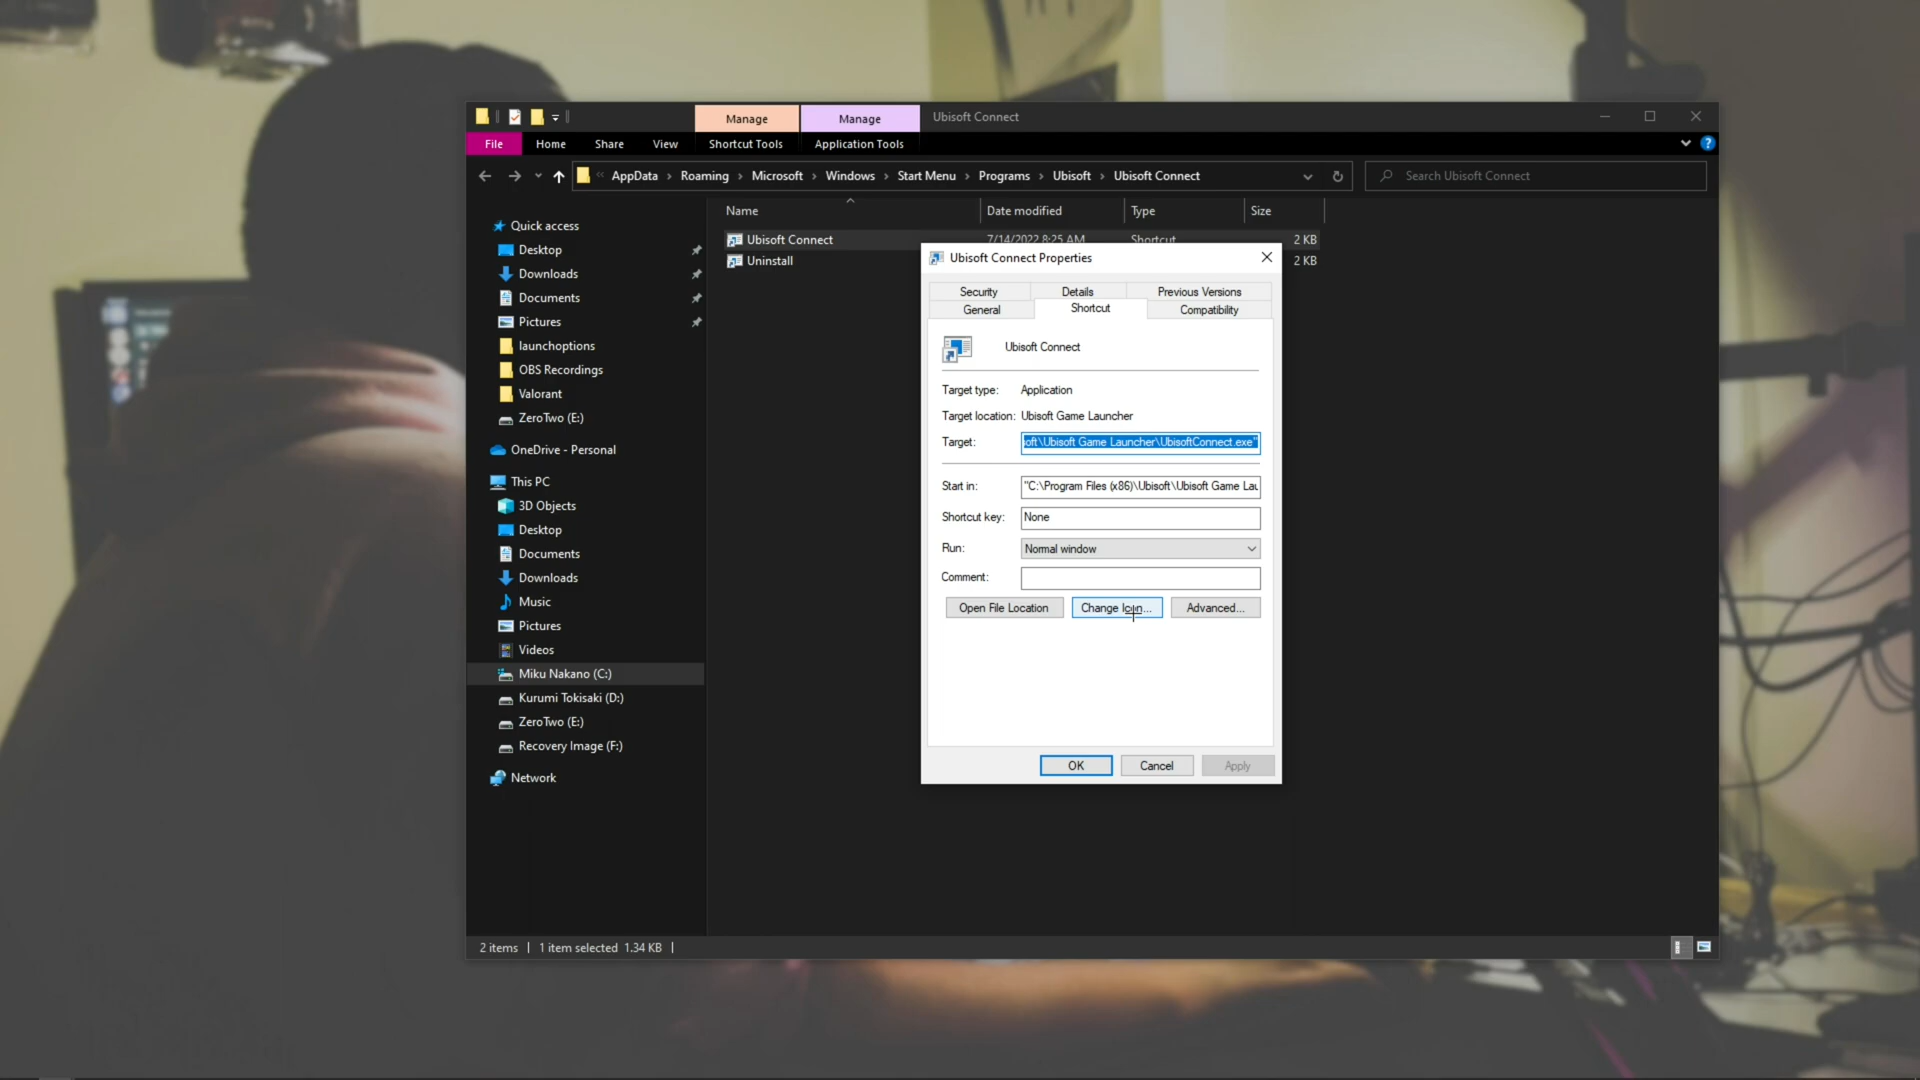 Manage
Manage
Ubisoft Connect
File
Home
Share
View
Shortcut Tools
Application Tools
?
«
AppData > Roaming > Microsoft > Windows > Start Menu > Programs > Ubisoft > Ubisoft Connect
Search Ubisoft Connect
Name
Date modified
Type
Size
Ubisoft Connect
7/14/2022 8:25 AM
Shortcut
2 KB
Uninstall
2 KB
Quick access
Desktop
Downloads
Documents
Pictures
launchoptions
OBS Recordings
Valorant
ZeroTwo (E:)
OneDrive - Personal
This PC
3D Objects
Desktop
Documents
Downloads
Music
Pictures
Videos
Miku Nakano (C:)
Kurumi Tokisaki (D:)
ZeroTwo (E:)
Recovery Image (F:)
Network
Ubisoft Connect Properties
Security
Details
Previous Versions
General
Shortcut
Compatibility
Ubisoft Connect
Target type: Application
Target location: Ubisoft Game Launcher
Target: soft\Ubisoft Game Launcher\UbisoftConnect.exe"
Start in: "C:\Program Files (x86)\Ubisoft\Ubisoft Game Lau
Shortcut key: None
Run: Normal window
Comment:
Open File Location
Change Icon...
Advanced...
OK
Cancel
Apply
2 items
1 item selected 1.34 KB